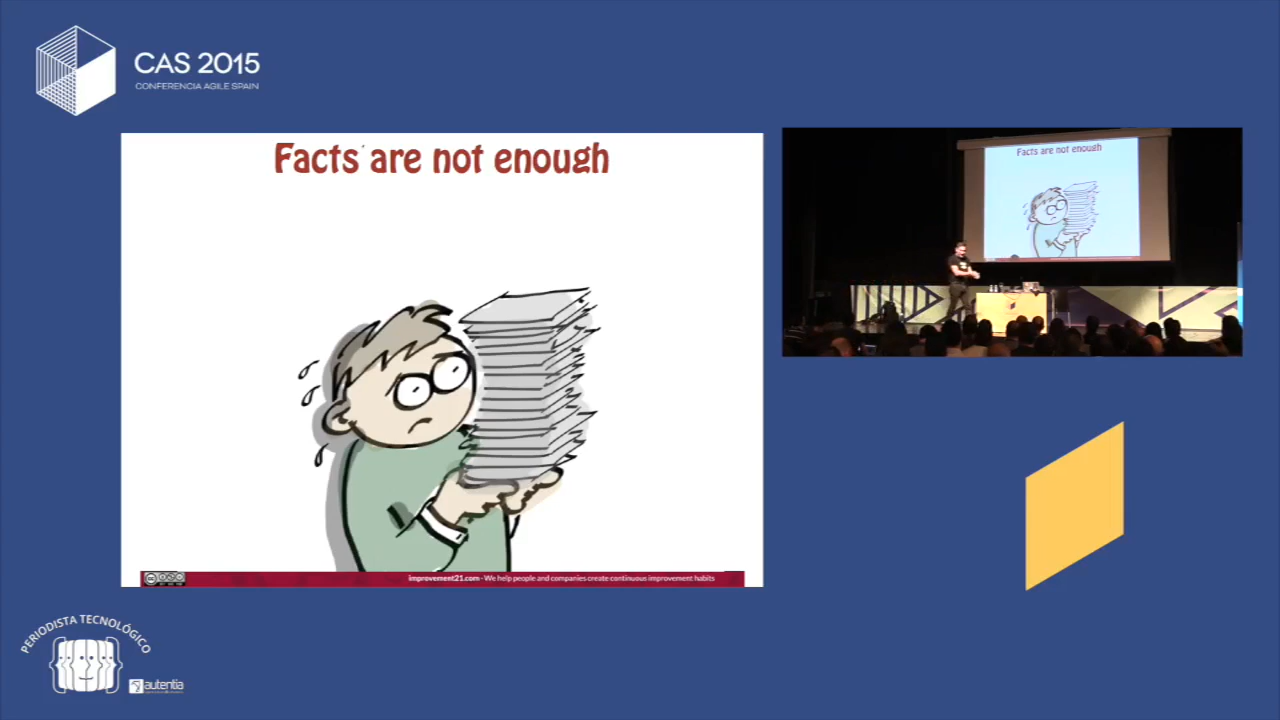 CAS 2015
CONFERENCIA AGILE SPAIN
Facts are not enough
Facts are not enough
improvement21.com - We help people and companies create continuous improvement habits
PERIODISTA TECNOLÓGICO
autentia